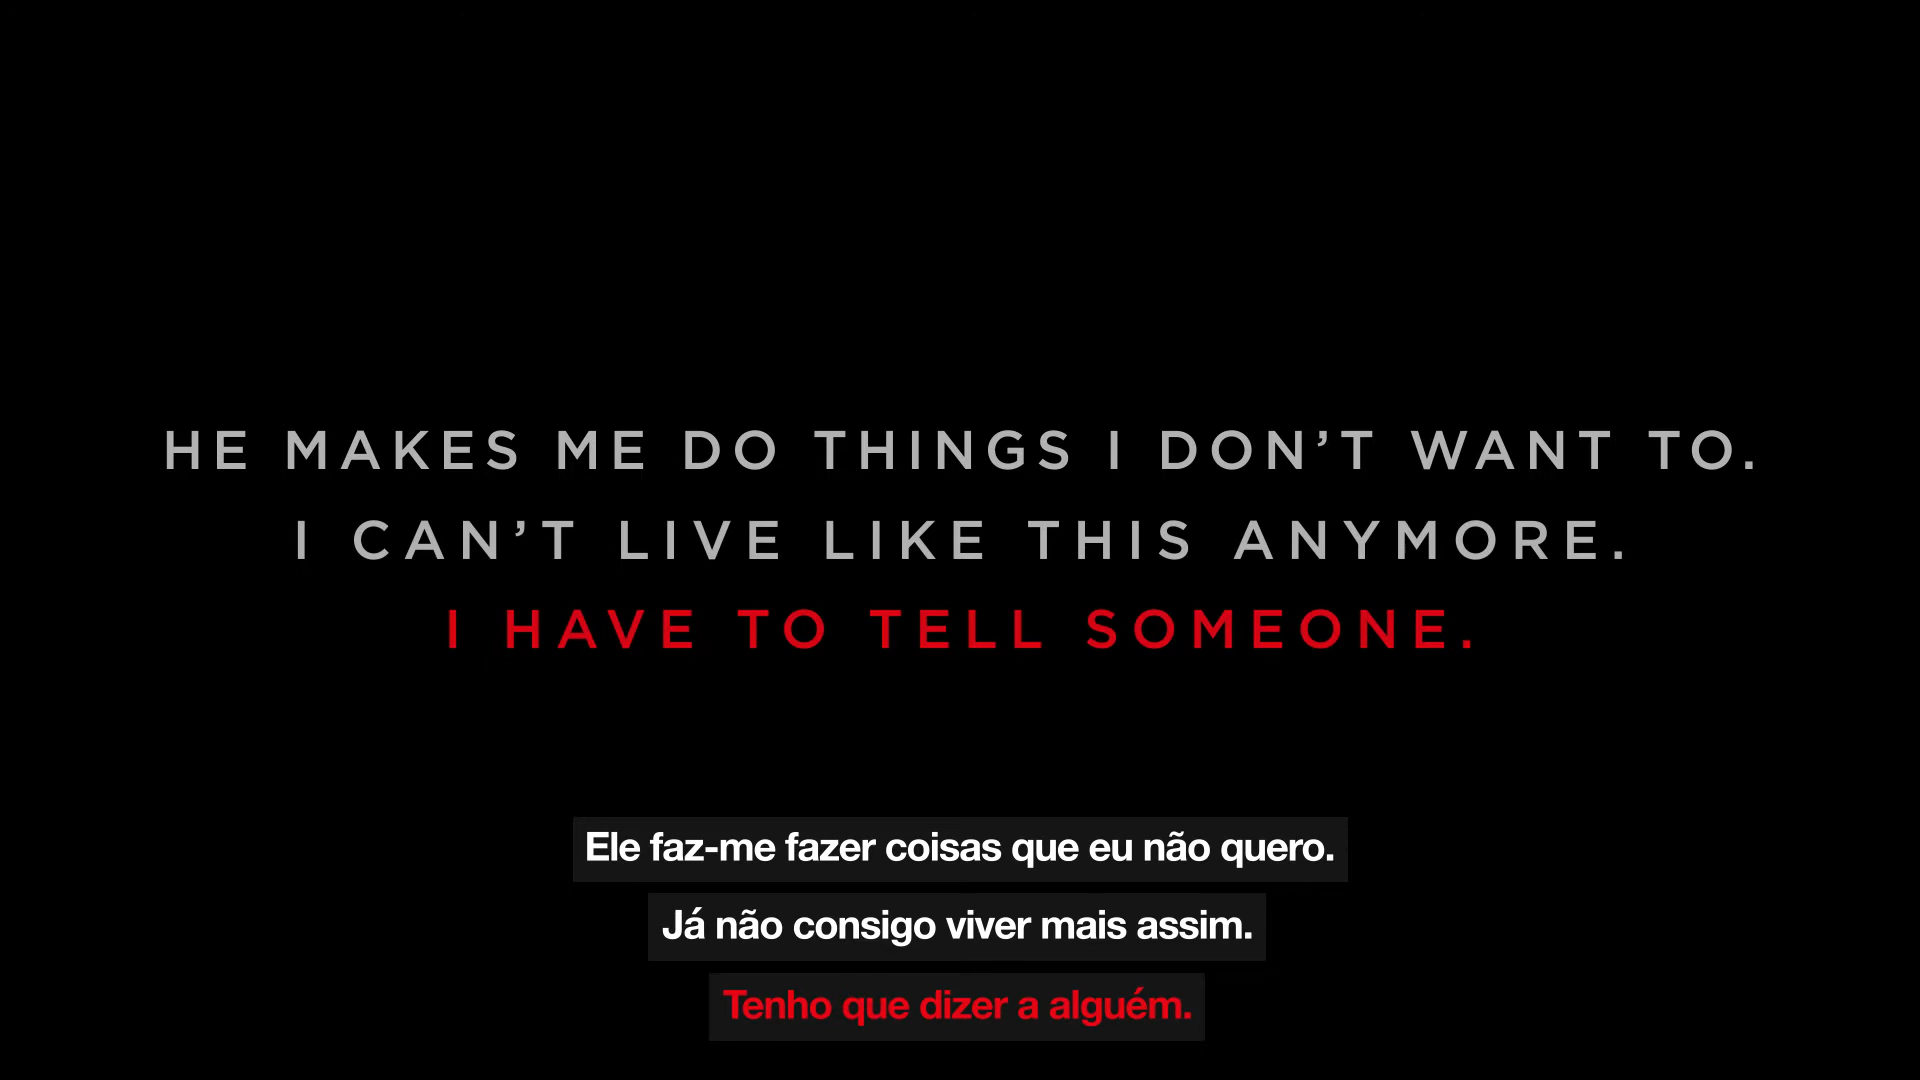 HE MAKES ME DO THINGS I DON’T WANT TO.
I CAN’T LIVE LIKE THIS ANYMORE.
I HAVE TO TELL SOMEONE.
Ele faz-me fazer coisas que eu não quero.
Já não consigo viver mais assim.
Tenho que dizer a alguém.